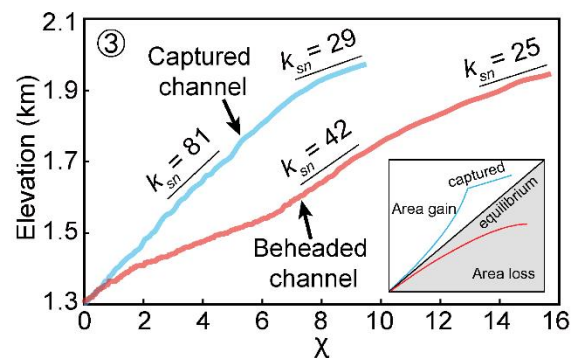 ③
Elevation (km)
2.1
1.9
1.7
1.5
1.3
Captured
channel
k_sn = 29
k_sn = 25
k_sn = 81
k_sn = 42
Beheaded
channel
captured
Area gain
equilibrium
Area loss
0
2
4
6
8
10
12
14
16
χ